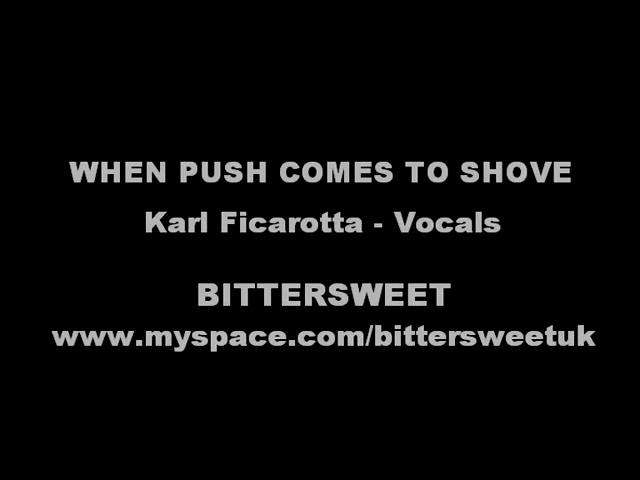 WHEN PUSH COMES TO SHOVE
Karl Ficarotta - Vocals
BITTERSWEET
www.myspace.com/bittersweetuk